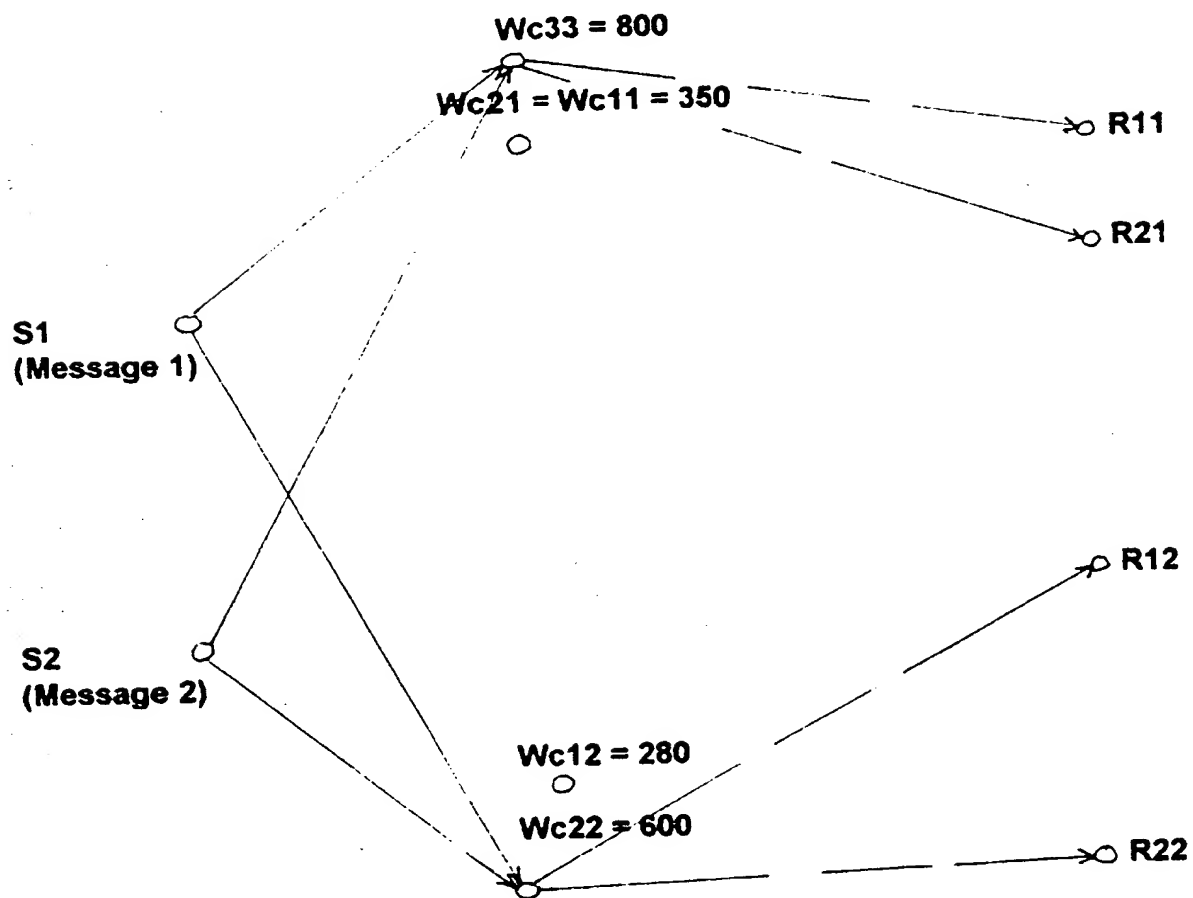 Wc33 = 800
Wc21 = Wc11 = 350
R11
R21
S1
(Message 1)
R12
S2
(Message 2)
Wc12 = 280
Wc22 = 600
R22